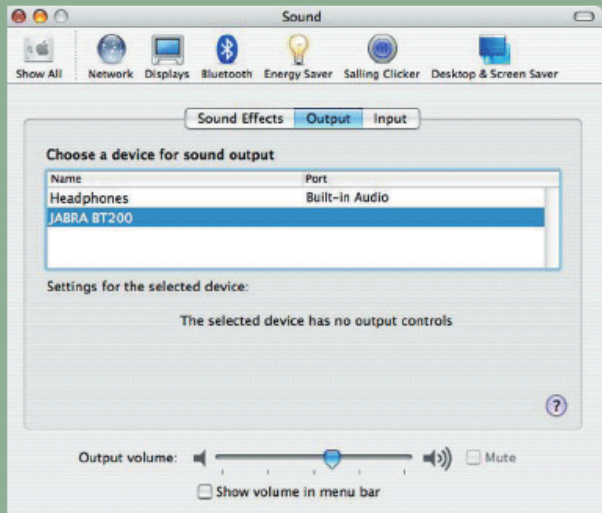 Sound
Show All Network Displays Bluetooth Energy Saver Salling Clicker Desktop & Screen Saver
Sound Effects Output Input
Choose a device for sound output
Name Port
Headphones Built-in Audio
JABRA BT200
Settings for the selected device:
The selected device has no output controls
?
Output volume: Mute
Show volume in menu bar